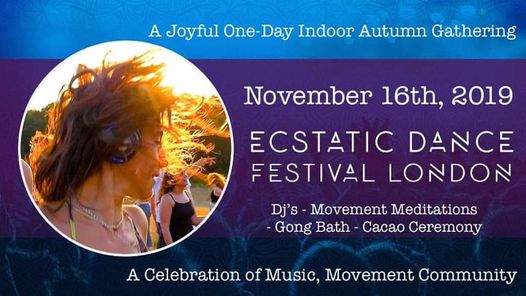 A Joyful One-Day Indoor Autumn Gathering
November 16th, 2019
ECSTATIC DANCE
FESTIVAL LONDON
Dj's - Movement Meditations
- Gong Bath - Cacao Ceremony
A Celebration of Music, Movement Community